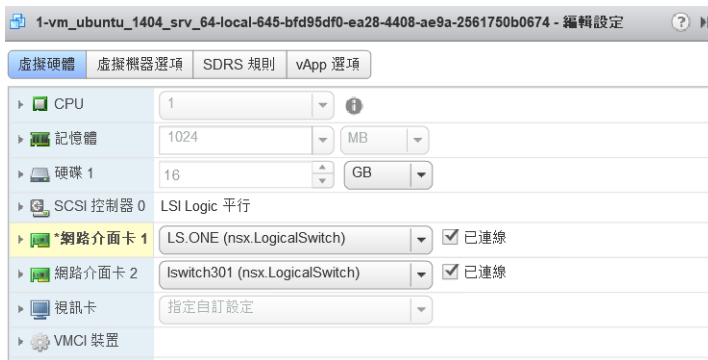 1-vm_ubuntu_1404_srv_64-local-645-bfd95df0-ea28-4408-ae9a-2561750b0674 - 編輯設定
虛擬硬體 虛擬機器選項 SDRS 規則 vApp 選項
CPU 1
記憶體 1024 MB
硬碟 1 16 GB
SCSI 控制器 0 LSI Logic 平行
*網路介面卡 1 LS.ONE (nsx.LogicalSwitch) 已連線
網路介面卡 2 lswitch301 (nsx.LogicalSwitch) 已連線
視訊卡 指定自訂設定
VMCI 裝置